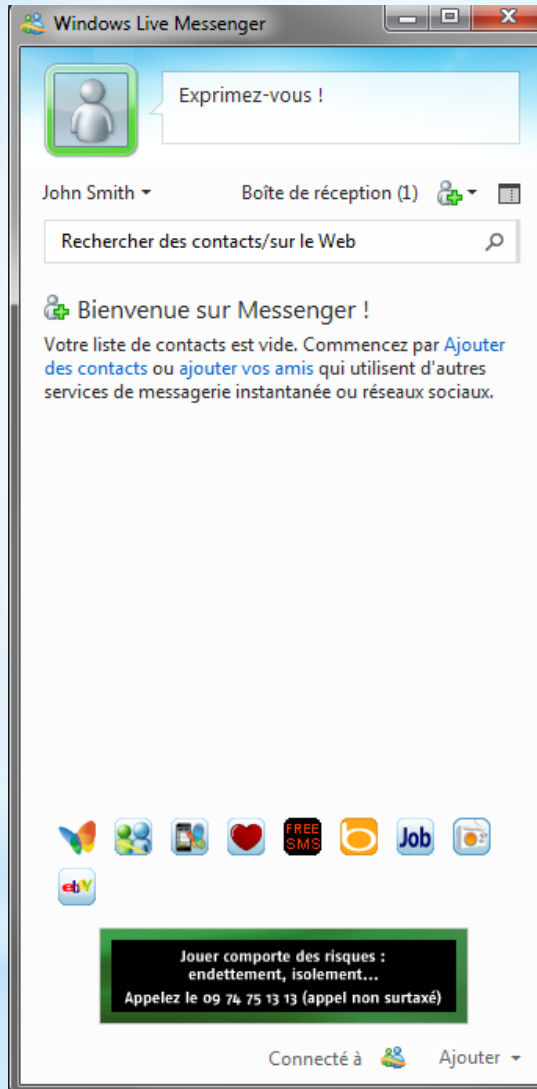 Windows Live Messenger
Exprimez-vous !
John Smith
Boîte de réception (1)
Rechercher des contacts/sur le Web
Bienvenue sur Messenger !
Votre liste de contacts est vide. Commencez par Ajouter
des contacts ou ajouter vos amis qui utilisent d'autres
services de messagerie instantanée ou réseaux sociaux.
FREE
SMS
b
Job
ebY
Jouer comporte des risques :
endettement, isolement...
Appelez le 09 74 75 13 13 (appel non surtaxé)
Connecté à
Ajouter